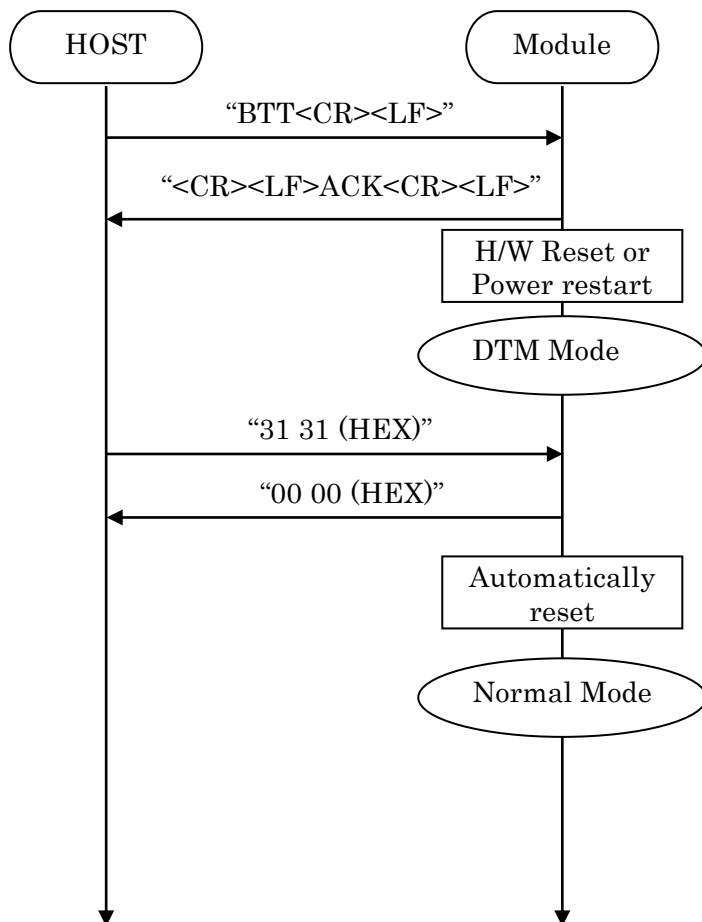 HOST
Module
“BTT<CR><LF>”
“<CR><LF>ACK<CR><LF>”
H/W Reset or
Power restart
DTM Mode
“31 31 (HEX)”
“00 00 (HEX)”
Automatically
reset
Normal Mode